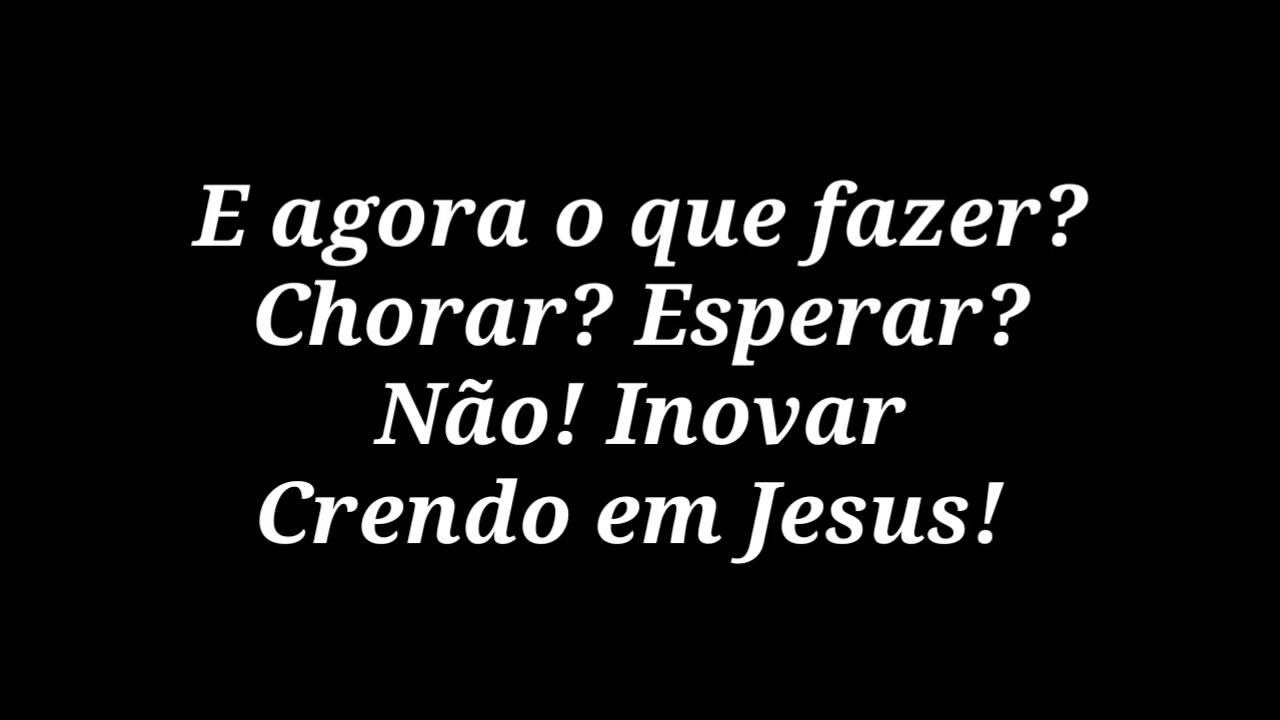 E agora o que fazer?
Chorar? Esperar?
Não! Inovar
Crendo em Jesus!